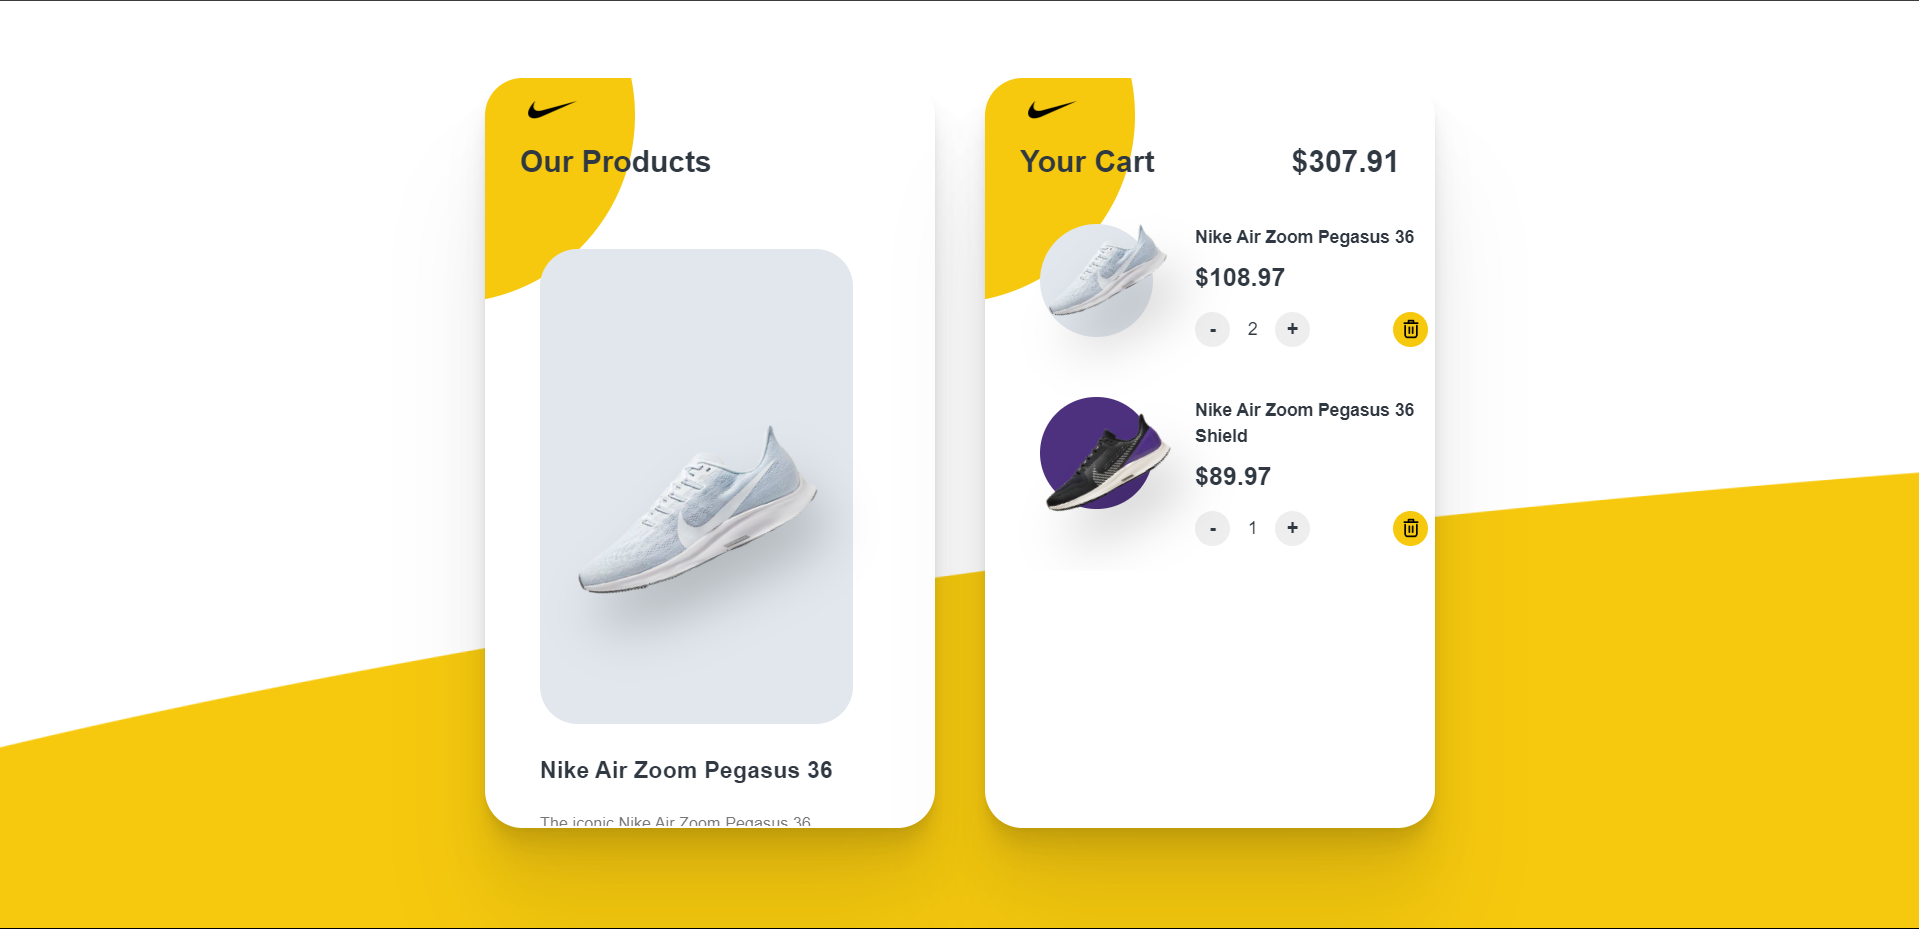 Our Products
Nike Air Zoom Pegasus 36
The iconic Nike Air Zoom Pegasus 36
Your Cart
$307.91
Nike Air Zoom Pegasus 36
$108.97
- 2 +
Nike Air Zoom Pegasus 36
Shield
$89.97
- 1 +